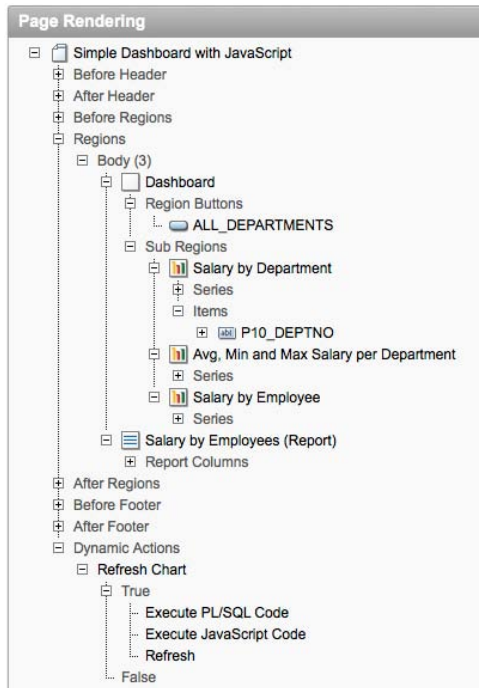 Page Rendering
Simple Dashboard with JavaScript
Before Header
After Header
Before Regions
Regions
Body (3)
Dashboard
Region Buttons
ALL_DEPARTMENTS
Sub Regions
Salary by Department
Series
Items
P10_DEPTNO
Avg, Min and Max Salary per Department
Series
Salary by Employee
Series
Salary by Employees (Report)
Report Columns
After Regions
Before Footer
After Footer
Dynamic Actions
Refresh Chart
True
Execute PL/SQL Code
Execute JavaScript Code
Refresh
False